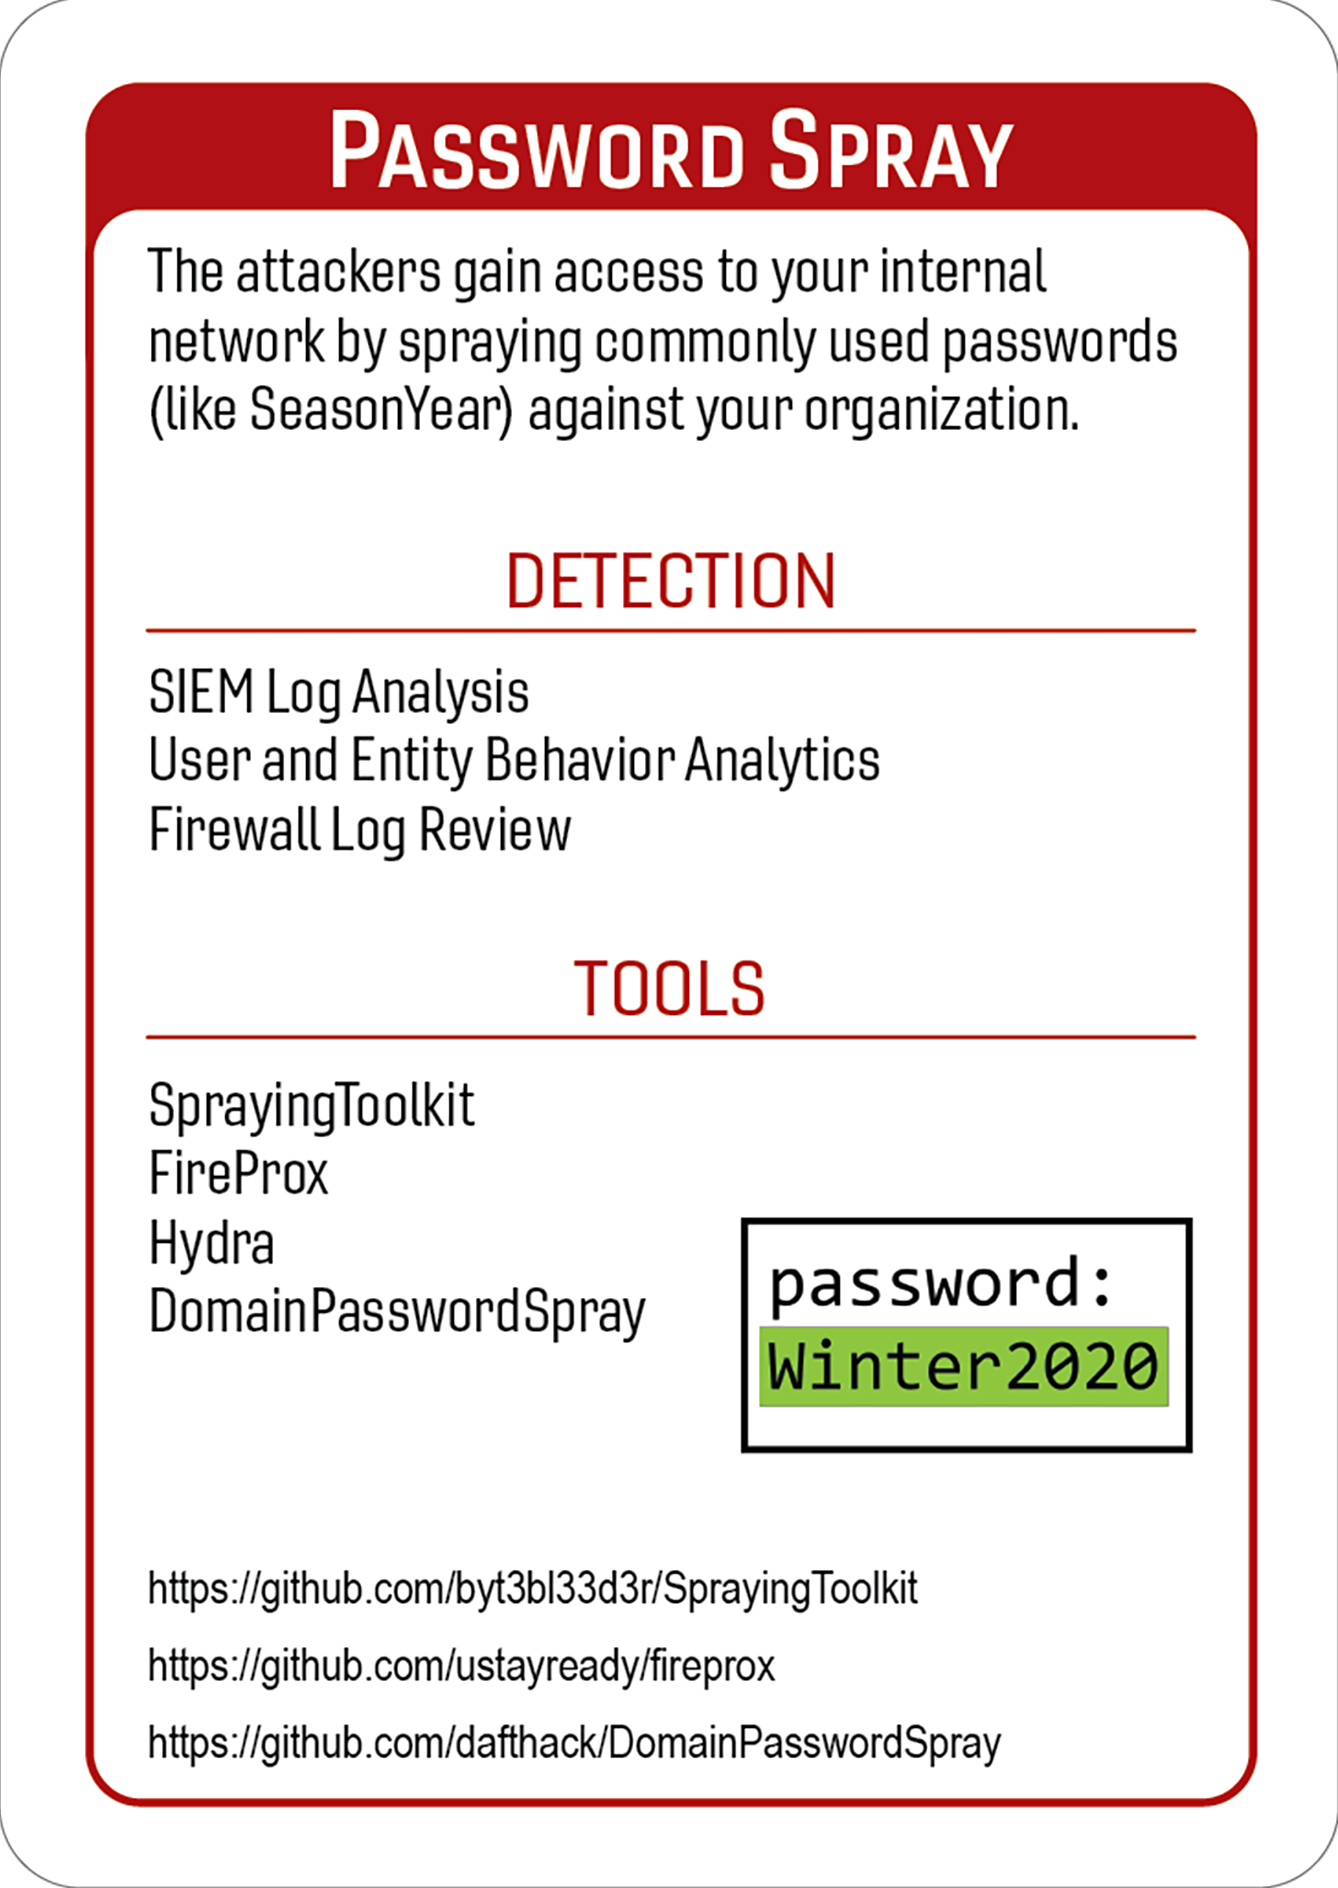 Password Spray
The attackers gain access to your internal
network by spraying commonly used passwords
(like SeasonYear) against your organization.
DETECTION
SIEM Log Analysis
User and Entity Behavior Analytics
Firewall Log Review
TOOLS
SprayingToolkit
FireProx
Hydra
DomainPasswordSpray
password:
Winter2020
https://github.com/byt3bl33d3r/SprayingToolkit
https://github.com/ustayready/fireprox
https://github.com/dafthack/DomainPasswordSpray